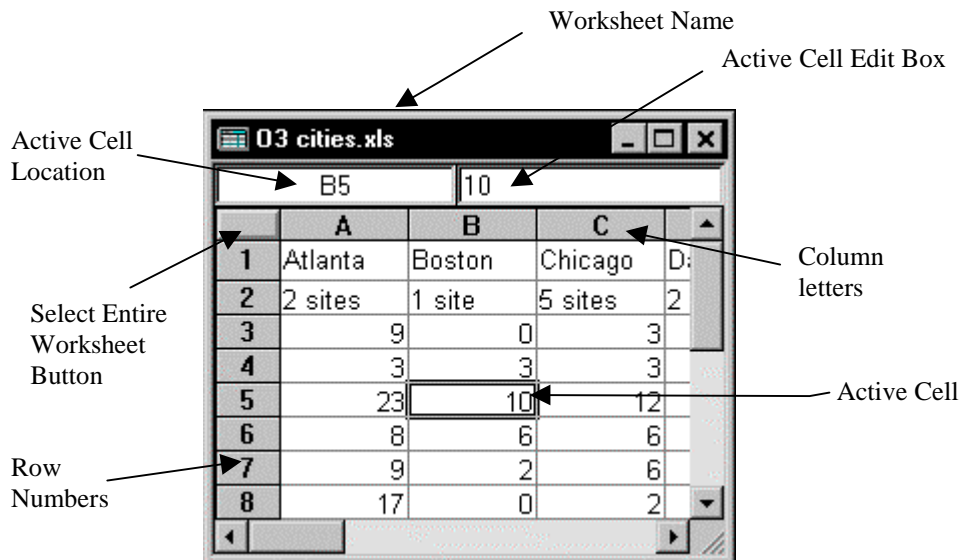 Worksheet Name
Active Cell Edit Box
Active Cell
Location
O3 cities.xls
B5 10
A B C
1 Atlanta Boston Chicago
2 2 sites 1 site 5 sites 2
3 9 0 3
4 3 3 3
5 23 10 12
6 8 6 6
7 9 2 6
8 17 0 2
Column
letters
Select Entire
Worksheet
Button
Active Cell
Row
Numbers